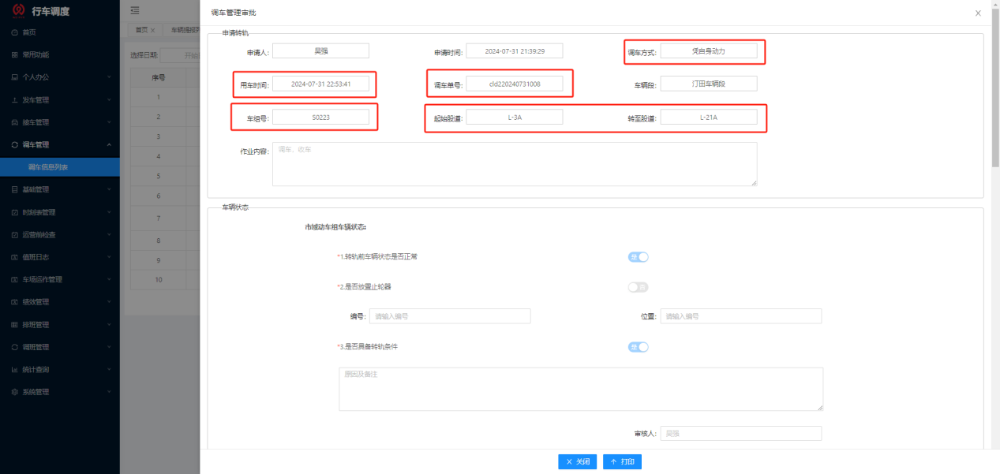 行车调度
首页
常用功能
个人办公
发车管理
接车管理
调车管理
调车信息列表
基础管理
时刻表管理
运营前检查
值班日志
车场运作管理
绩效管理
排班管理
调班管理
统计查询
系统管理
首页 ×
选择日期:
序号
1
2
3
4
5
6
7
8
9
10
调车管理审批
申请转轨
申请人: 吴强 申请时间: 2024-07-31 21:39:29 调车方式: 凭自身动力
用车时间: 2024-07-31 22:53:41 调车单号: cld220240731008 车辆段: 汀田车辆段
车组号: S0223 起始股道: L-3A 转至股道: L-21A
作业内容: 调车、收车
车辆状态
市域动车组车辆状态:
*1.转轨前车辆状态是否正常 是
*2.是否放置止轮器 否
编号: 请输入编号 位置: 请输入编号
*3.是否具备转轨条件 是
原因及备注
审核人: 吴强
× 关闭 打印